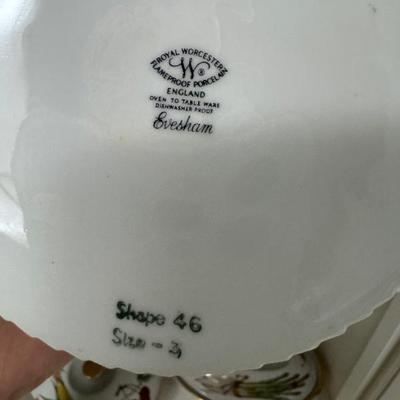 ROYAL WORCESTER
W®
FLAMEPROOF PORCELAIN
ENGLAND
OVEN TO TABLE WARE
DISHWASHER PROOF
Evesham
Shape 46
Size - 3